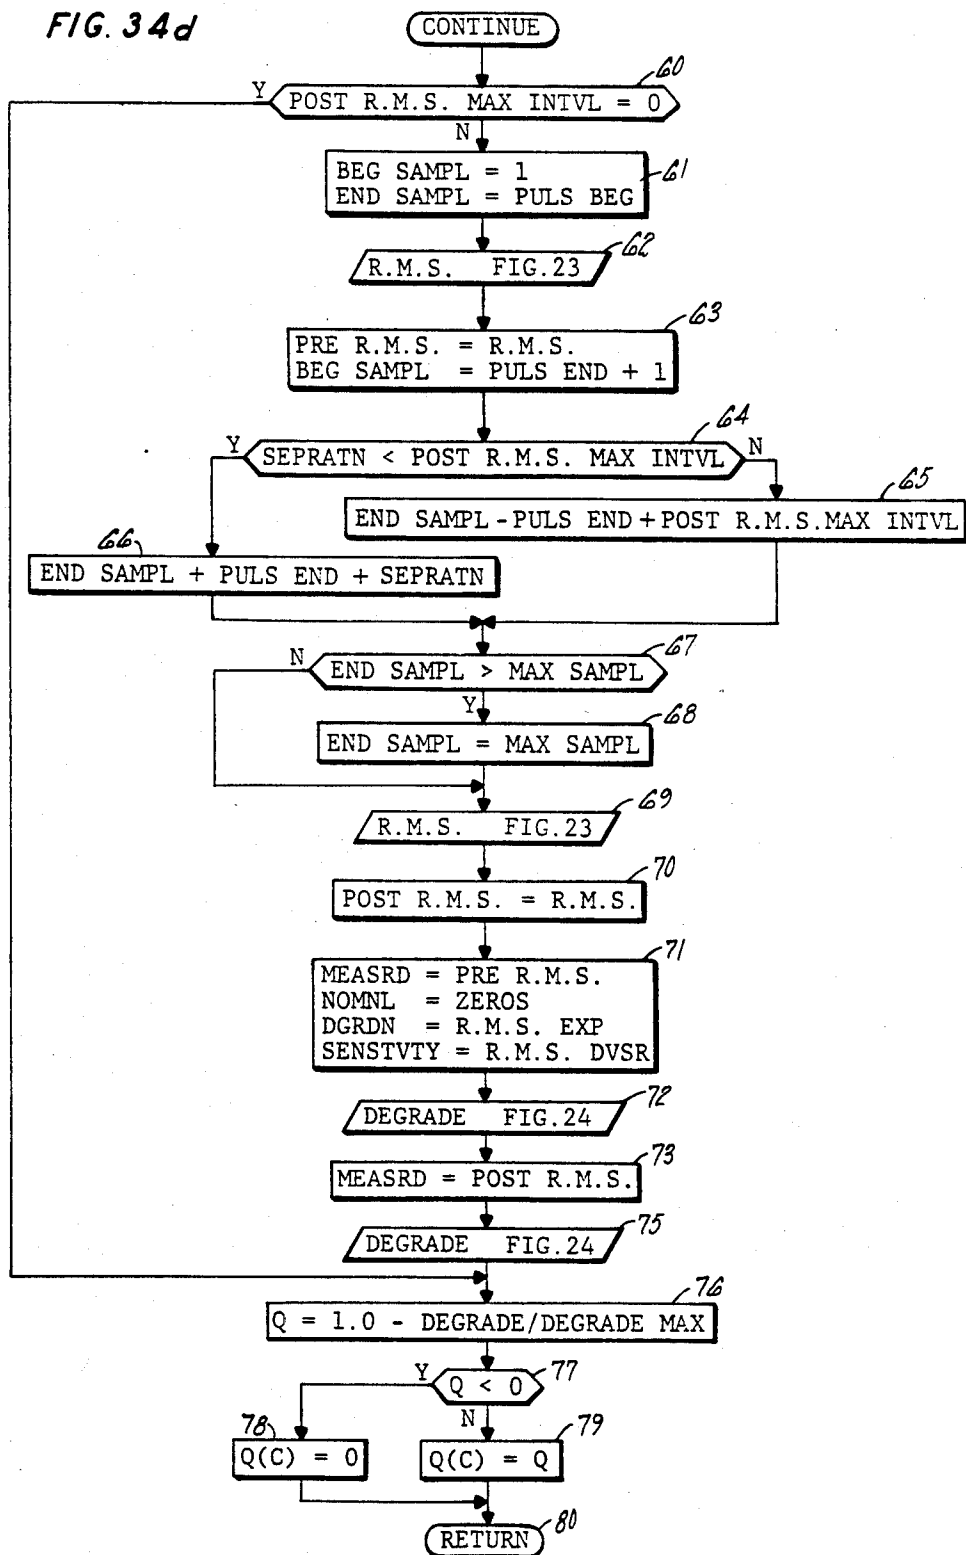 FIG. 34d
CONTINUE
60
Y
POST R.M.S. MAX INTVL = 0
N
61
BEG SAMPL = 1
END SAMPL = PULS BEG
62
R.M.S. FIG.23
63
PRE R.M.S. = R.M.S.
BEG SAMPL = PULS END + 1
64
Y
SEPRATN < POST R.M.S. MAX INTVL
N
65
END SAMPL-PULS END+POST R.M.S.MAX INTVL
66
END SAMPL + PULS END + SEPRATN
67
N
END SAMPL > MAX SAMPL
Y
68
END SAMPL = MAX SAMPL
69
R.M.S. FIG.23
70
POST R.M.S. = R.M.S.
71
MEASRD = PRE R.M.S.
NOMNL = ZEROS
DGRDN = R.M.S. EXP
SENSTVTY = R.M.S. DVSR
72
DEGRADE FIG.24
73
MEASRD = POST R.M.S.
75
DEGRADE FIG.24
76
Q = 1.0 - DEGRADE/DEGRADE MAX
77
Y
Q < 0
N
78
Q(C) = 0
79
Q(C) = Q
80
RETURN